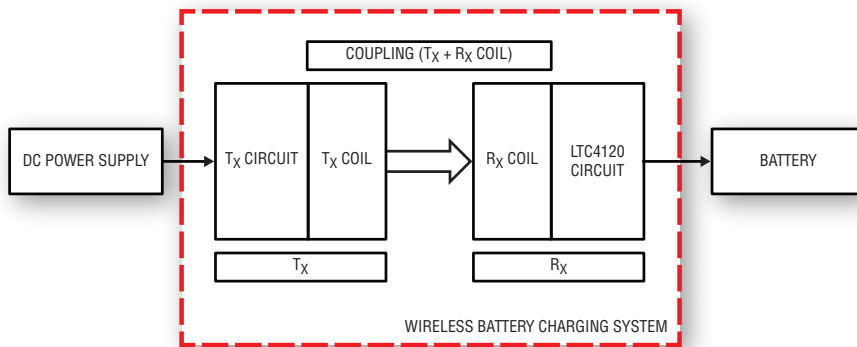 COUPLING (TX + RX COIL)
DC POWER SUPPLY
TX CIRCUIT
TX COIL
RX COIL
LTC4120
CIRCUIT
BATTERY
TX
RX
WIRELESS BATTERY CHARGING SYSTEM